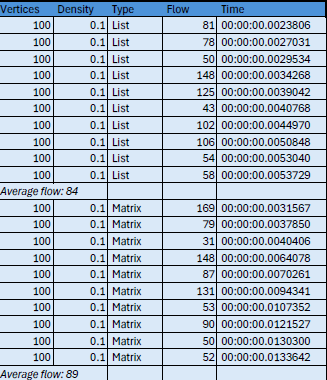 Vertices Density Type Flow Time
100 0.1 List 81 00:00:00.0023806
100 0.1 List 78 00:00:00.0027031
100 0.1 List 50 00:00:00.0029534
100 0.1 List 148 00:00:00.0034268
100 0.1 List 125 00:00:00.0039042
100 0.1 List 43 00:00:00.0040768
100 0.1 List 102 00:00:00.0044970
100 0.1 List 106 00:00:00.0050848
100 0.1 List 54 00:00:00.0053040
100 0.1 List 58 00:00:00.0053729
Average flow: 84
100 0.1 Matrix 169 00:00:00.0031567
100 0.1 Matrix 79 00:00:00.0037850
100 0.1 Matrix 31 00:00:00.0040406
100 0.1 Matrix 148 00:00:00.0064078
100 0.1 Matrix 87 00:00:00.0070261
100 0.1 Matrix 131 00:00:00.0094341
100 0.1 Matrix 53 00:00:00.0107352
100 0.1 Matrix 90 00:00:00.0121527
100 0.1 Matrix 50 00:00:00.0130300
100 0.1 Matrix 52 00:00:00.0133642
Average flow: 89